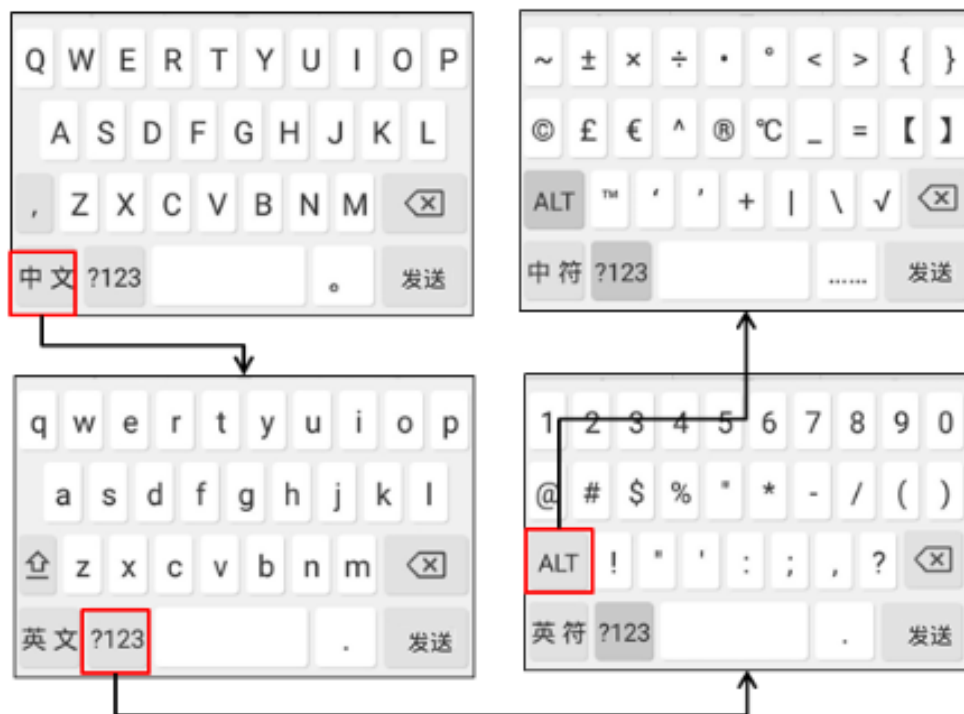 Q W E R T Y U I O P
A S D F G H J K L
, Z X C V B N M
中文 ?123 。 发送
~ ± × ÷ · ° < > { }
© £ € ^ ® ℃ _ = 【 】
ALT ™ ‘ ’ + | \ √
中符 ?123 …… 发送
q w e r t y u i o p
a s d f g h j k l
z x c v b n m
英文 ?123 . 发送
1 2 3 4 5 6 7 8 9 0
@ # $ % " * - / ( )
ALT ! " ' : ; , ?
英符 ?123 . 发送